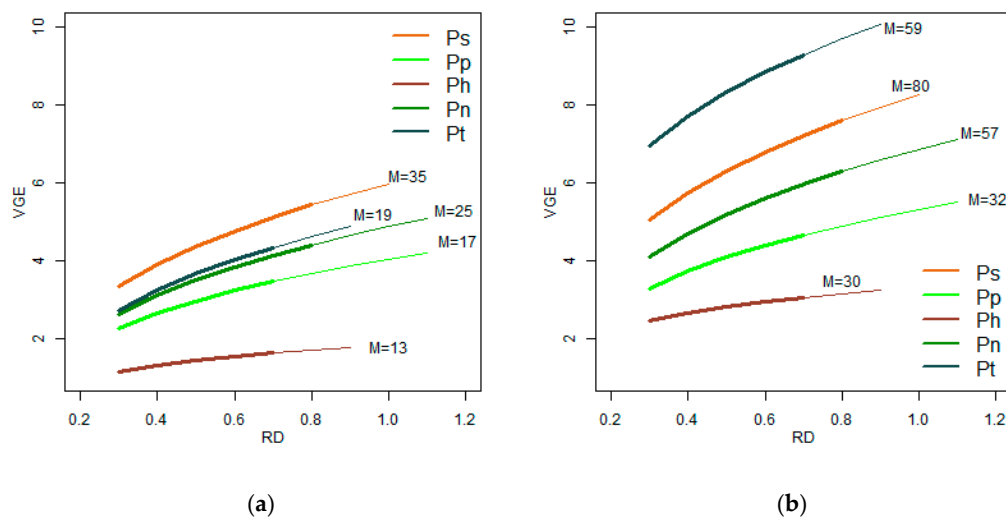 10
8
6
4
2
VGE
0.2 0.4 0.6 0.8 1.0 1.2
RD
Ps
Pp
Ph
Pn
Pt
M=35
M=19
M=25
M=17
M=13
(a)
10
8
6
4
2
VGE
0.2 0.4 0.6 0.8 1.0 1.2
RD
M=59
M=80
M=57
M=32
M=30
Ps
Pp
Ph
Pn
Pt
(b)